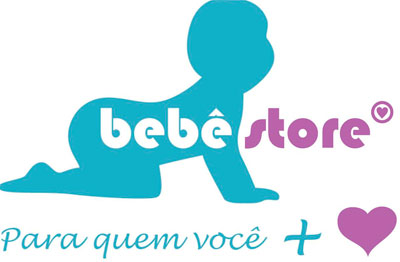 bebê store
Para quem você +